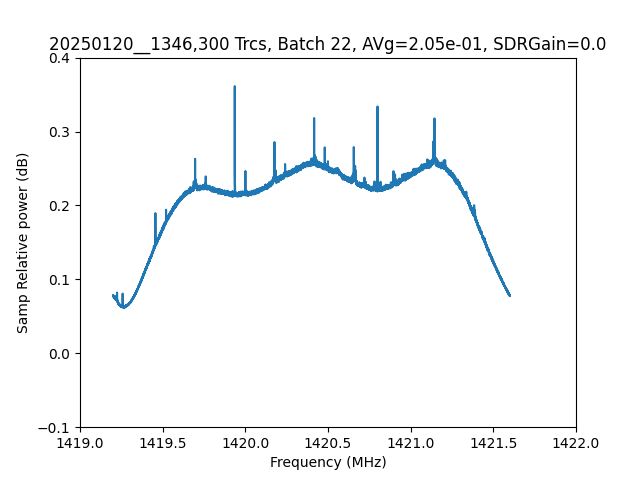 20250120__1346,300 Trcs, Batch 22, AVg=2.05e-01, SDRGain=0.0
0.4
0.3
0.2
0.1
0.0
−0.1
Samp Relative power (dB)
1419.0 1419.5 1420.0 1420.5 1421.0 1421.5 1422.0
Frequency (MHz)